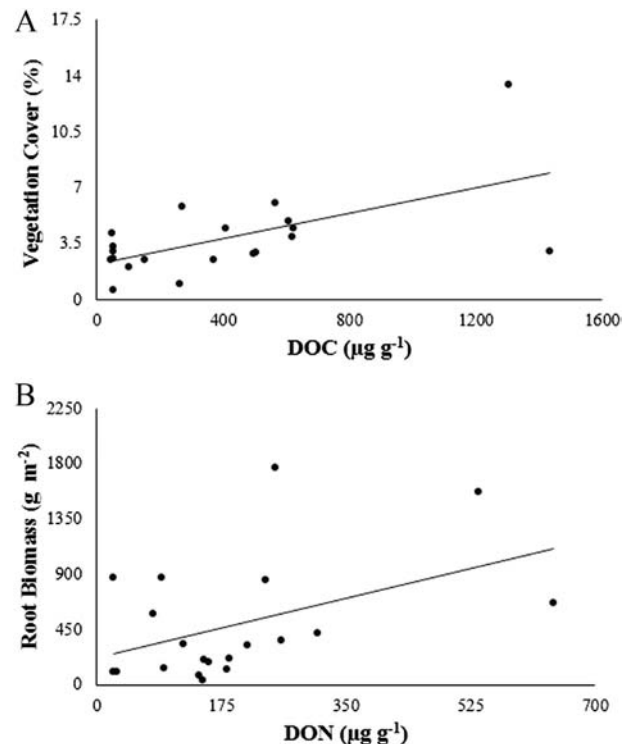 A
Vegetation Cover (%)
17.5
14
10.5
7
3.5
0
0 400 800 1200 1600
DOC (µg g-1)
B
Root Biomass (g m-2)
2250
1800
1350
900
450
0
0 175 350 525 700
DON (µg g-1)